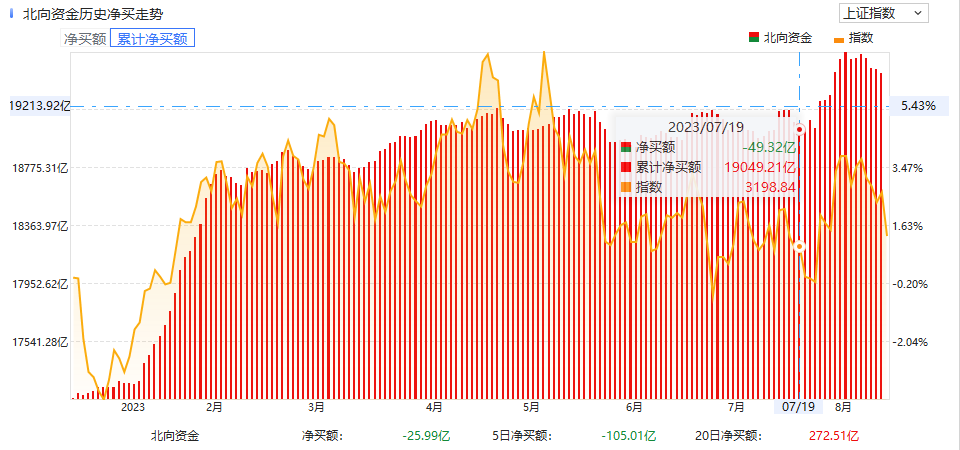 北向资金历史净买走势
上证指数
净买额 累计净买额
北向资金 指数
19213.92亿 5.43%
2023/07/19
净买额 -49.32亿
18775.31亿 累计净买额 19049.21亿 3.47%
指数 3198.84
18363.97亿 1.63%
17952.62亿 -0.20%
17541.28亿 -2.04%
2023 2月 3月 4月 5月 6月 7月 07/19 8月
北向资金 净买额: -25.99亿 5日净买额: -105.01亿 20日净买额: 272.51亿